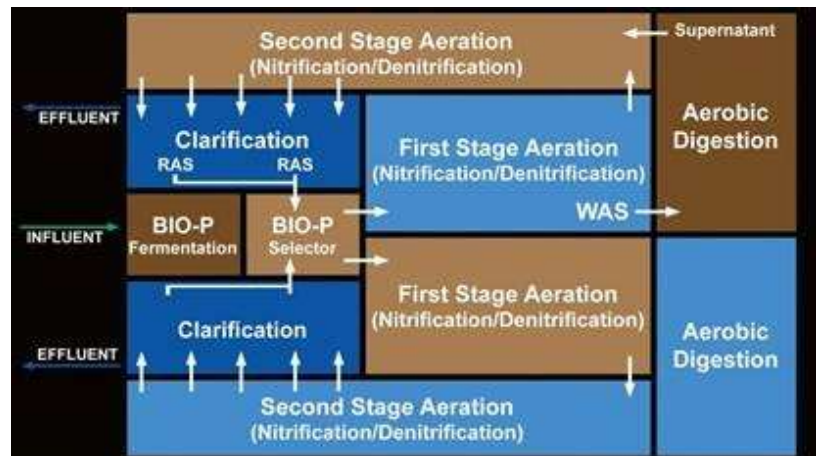 Second Stage Aeration
(Nitrification/Denitrification)
Supernatant
Aerobic
Digestion
EFFLUENT
Clarification
RAS RAS
First Stage Aeration
(Nitrification/Denitrification)
WAS
INFLUENT
BIO-P
Fermentation
BIO-P
Selector
First Stage Aeration
(Nitrification/Denitrification)
Clarification
EFFLUENT
Aerobic
Digestion
Second Stage Aeration
(Nitrification/Denitrification)